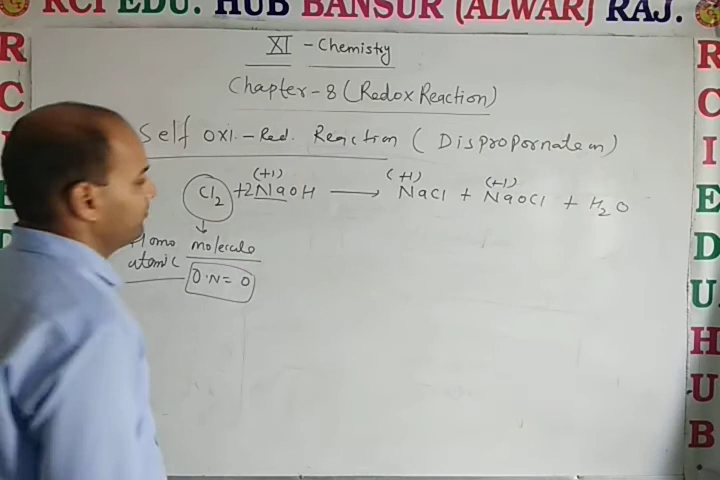 RCI EDU. HUB BANSUR (ALWAR) RAJ.
XI - Chemistry
Chapter-8 (Redox Reaction)
Self oxi.-Red. Reaction (Dispropornateon)
(+1) (+1) (+1)
Cl2 + 2NaOH → NaCl + NaOCl + H2O
Homo molecule
atomic O.N = 0
R
C
I
E
D
U
H
U
B